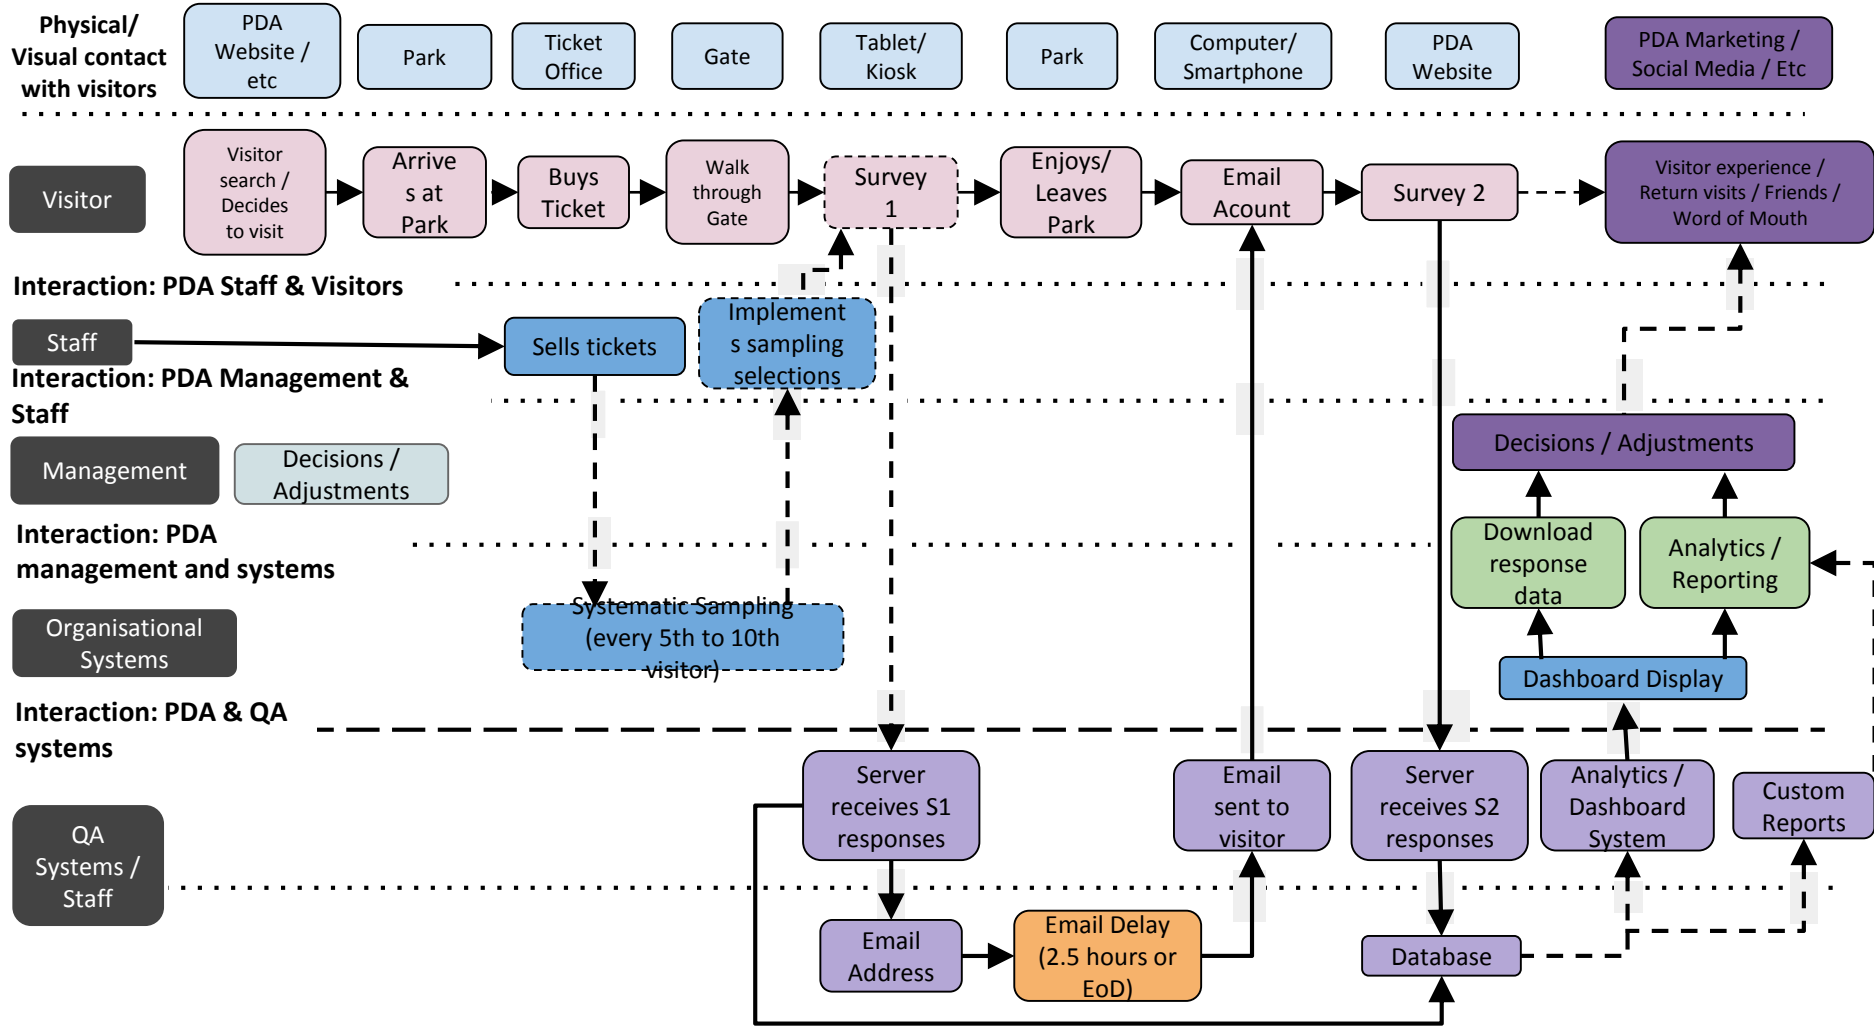 Physical/
Visual contact
with visitors
PDA
Website /
etc
Park
Ticket
Office
Gate
Tablet/
Kiosk
Park
Computer/
Smartphone
PDA
Website
PDA Marketing /
Social Media / Etc
Visitor
Visitor
search /
Decides
to visit
Arrive
s at
Park
Buys
Ticket
Walk
through
Gate
Survey
1
Enjoys/
Leaves
Park
Email
Acount
Survey 2
Visitor experience /
Return visits / Friends /
Word of Mouth
Interaction: PDA Staff & Visitors
Staff
Sells tickets
Implement
s sampling
selections
Interaction: PDA Management &
Staff
Management
Decisions /
Adjustments
Decisions / Adjustments
Interaction: PDA
management and systems
Download
response
data
Analytics /
Reporting
Organisational
Systems
Systematic Sampling
(every 5th to 10th
visitor)
Dashboard Display
Interaction: PDA & QA
systems
QA
Systems /
Staff
Server
receives S1
responses
Email
sent to
visitor
Server
receives S2
responses
Analytics /
Dashboard
System
Custom
Reports
Email
Address
Email Delay
(2.5 hours or
EoD)
Database